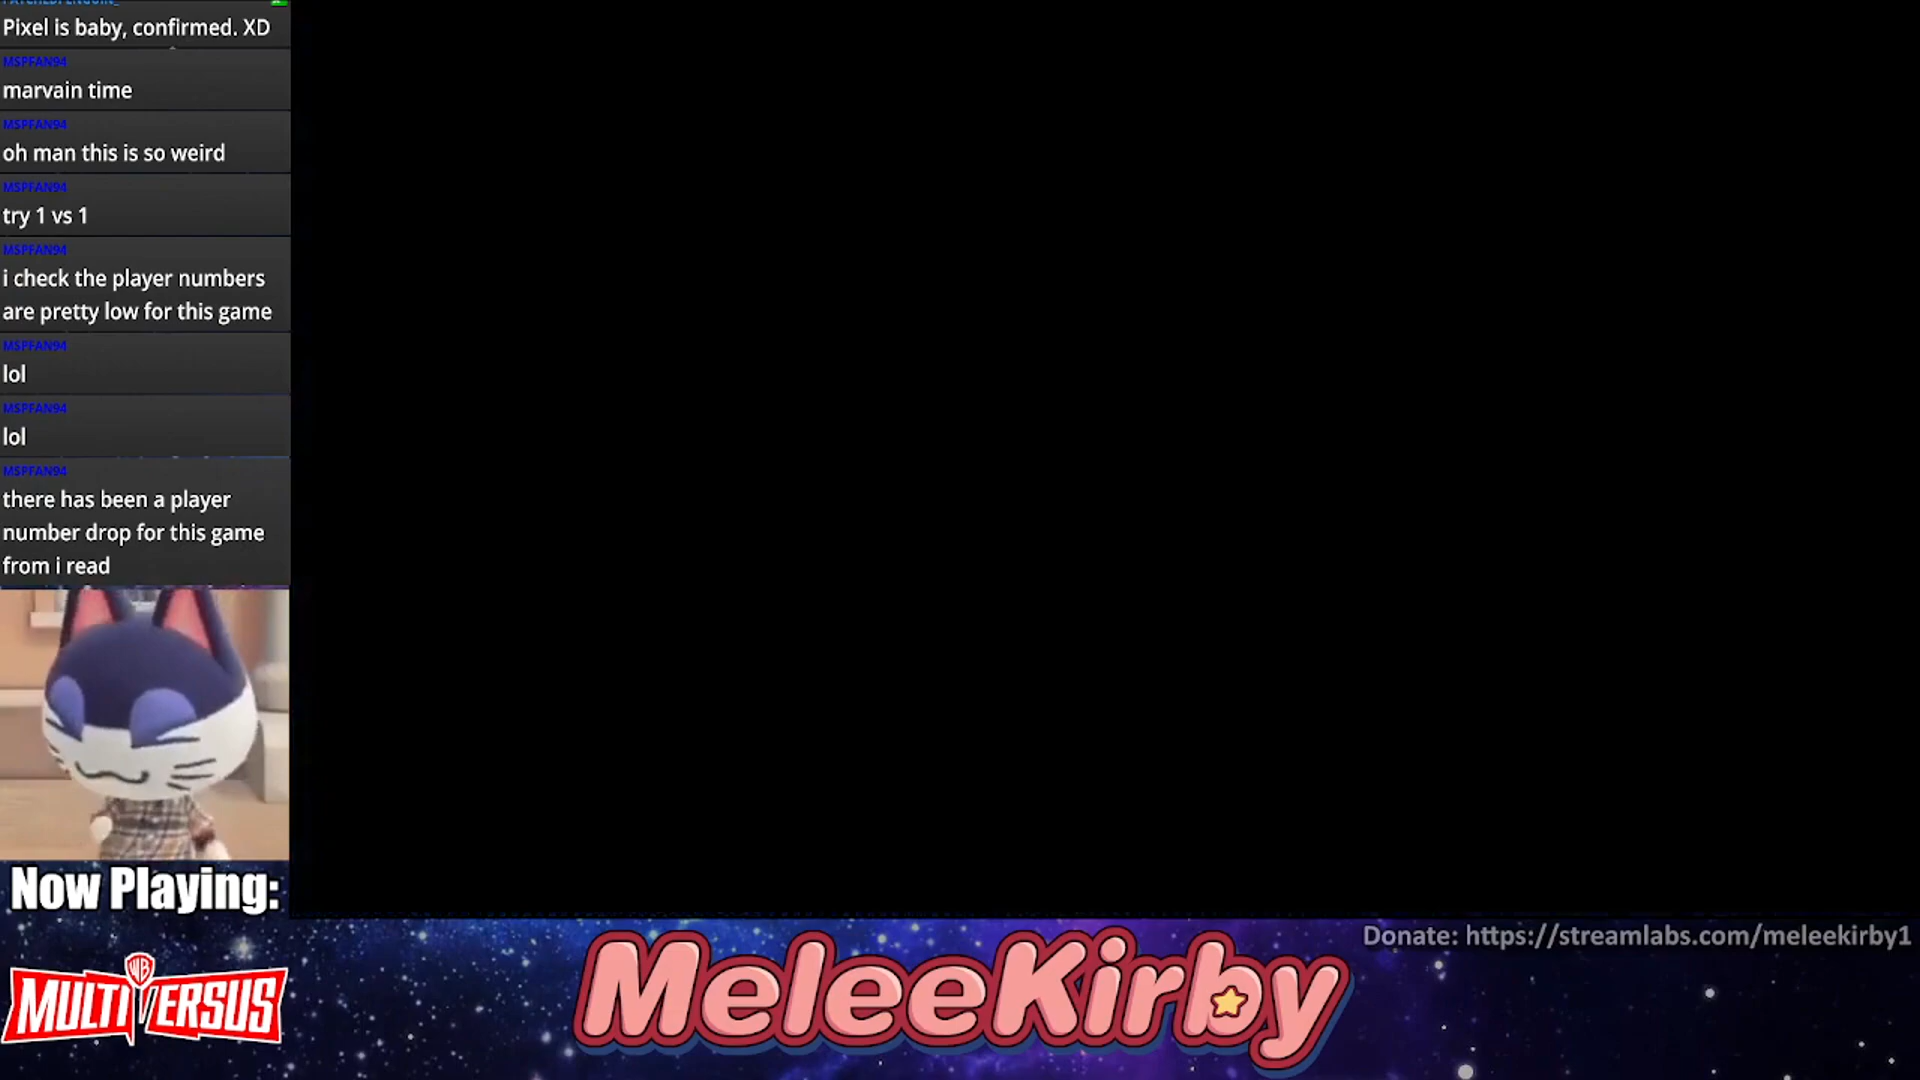 Pixel is baby, confirmed. XD
MSPFAN94
marvain time
MSPFAN94
oh man this is so weird
MSPFAN94
try 1 vs 1
MSPFAN94
i check the player numbers
are pretty low for this game
MSPFAN94
lol
MSPFAN94
lol
MSPFAN94
there has been a player
number drop for this game
from i read
Now Playing:
WB
MULTIVERSUS
MeleeKirby
Donate: https://streamlabs.com/meleekirby1